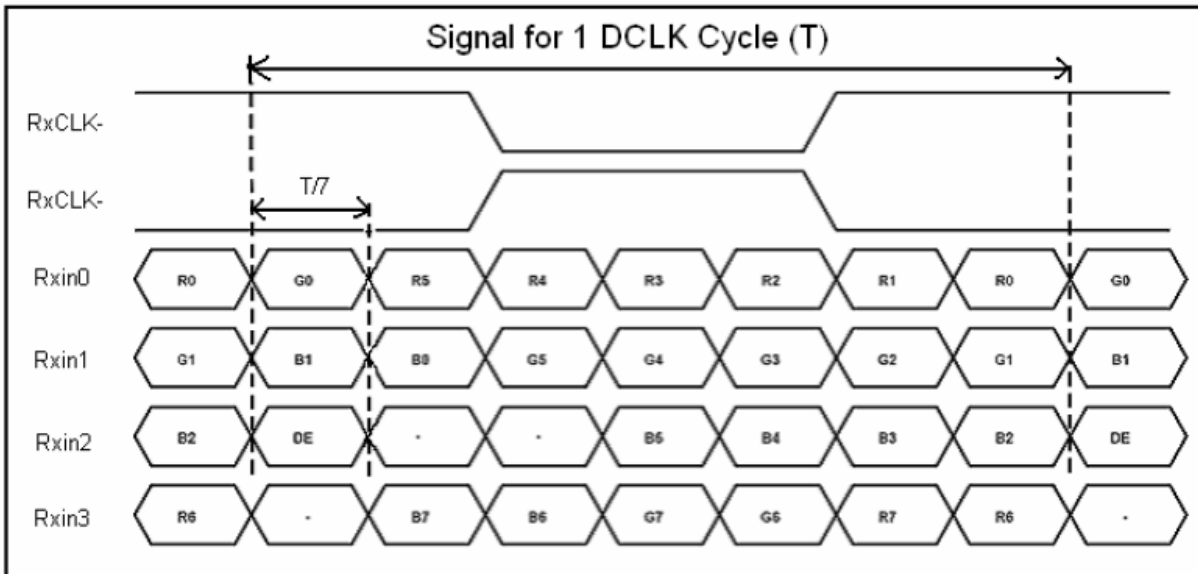 Signal for 1 DCLK Cycle (T)
RxCLK-
T/7
RxCLK-
Rxin0 R0 G0 R5 R4 R3 R2 R1 R0 G0
Rxin1 G1 B1 B0 G5 G4 G3 G2 G1 B1
Rxin2 B2 DE - - B5 B4 B3 B2 DE
Rxin3 R6 - B7 B6 G7 G6 R7 R6 -